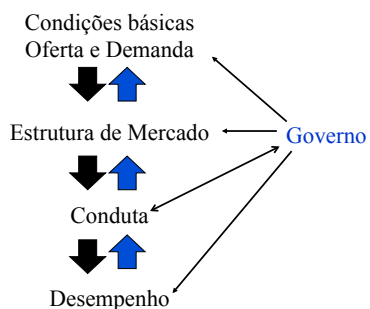 Condições básicas
Oferta e Demanda
Estrutura de Mercado
Governo
Conduta
Desempenho